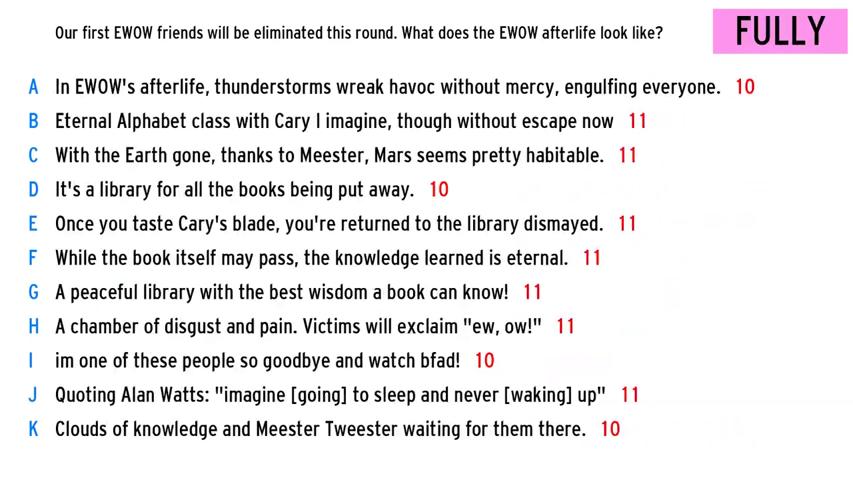 Our first EWOW friends will be eliminated this round. What does the EWOW afterlife look like?
FULLY
A In EWOW's afterlife, thunderstorms wreak havoc without mercy, engulfing everyone. 10
B Eternal Alphabet class with Cary I imagine, though without escape now 11
C With the Earth gone, thanks to Meester, Mars seems pretty habitable. 11
D It's a library for all the books being put away. 10
E Once you taste Cary's blade, you're returned to the library dismayed. 11
F While the book itself may pass, the knowledge learned is eternal. 11
G A peaceful library with the best wisdom a book can know! 11
H A chamber of disgust and pain. Victims will exclaim "ew, ow!" 11
I im one of these people so goodbye and watch bfad! 10
J Quoting Alan Watts: "imagine [going] to sleep and never [waking] up" 11
K Clouds of knowledge and Meester Tweester waiting for them there. 10